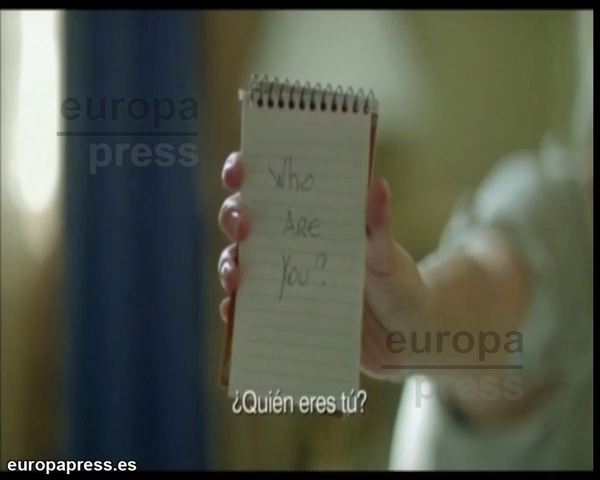 europa
press
Who
Are
You?
europa
press
¿Quién eres tú?
europapress.es